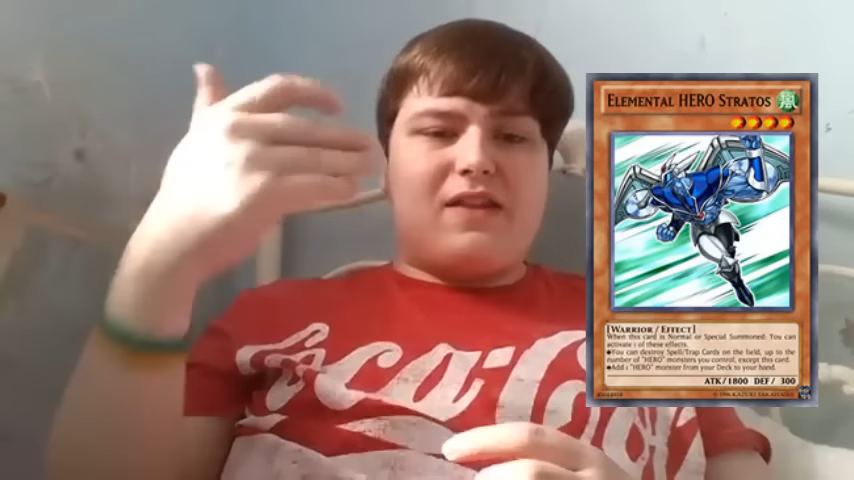 Elemental HERO Stratos
[Warrior / Effect]
When this card is Normal or Special Summoned: You can
activate 1 of these effects.
●You can destroy Spell/Trap Cards on the field, up to the
number of "HERO" monsters you control, except this card.
●Add 1 "HERO" monster from your Deck to your hand.
ATK/1800 DEF/ 300
Coca-Cola